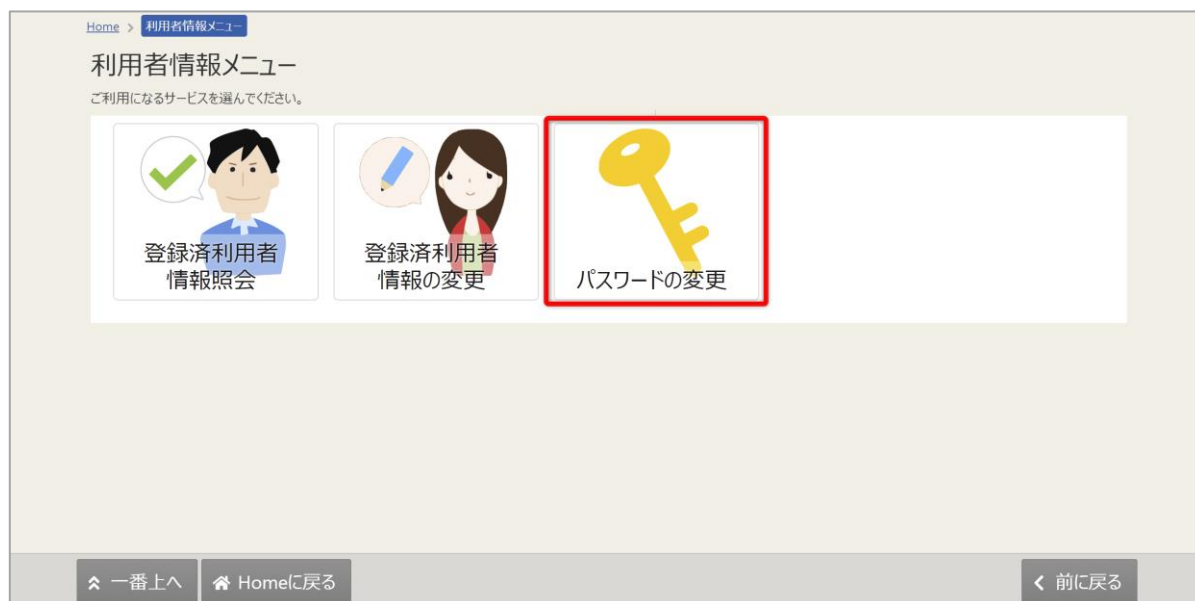 Home > 利用者情報メニュー
利用者情報メニュー
ご利用になるサービスを選んでください。
登録済利用者
情報照会
登録済利用者
情報の変更
パスワードの変更
一番上へ
Homeに戻る
前に戻る